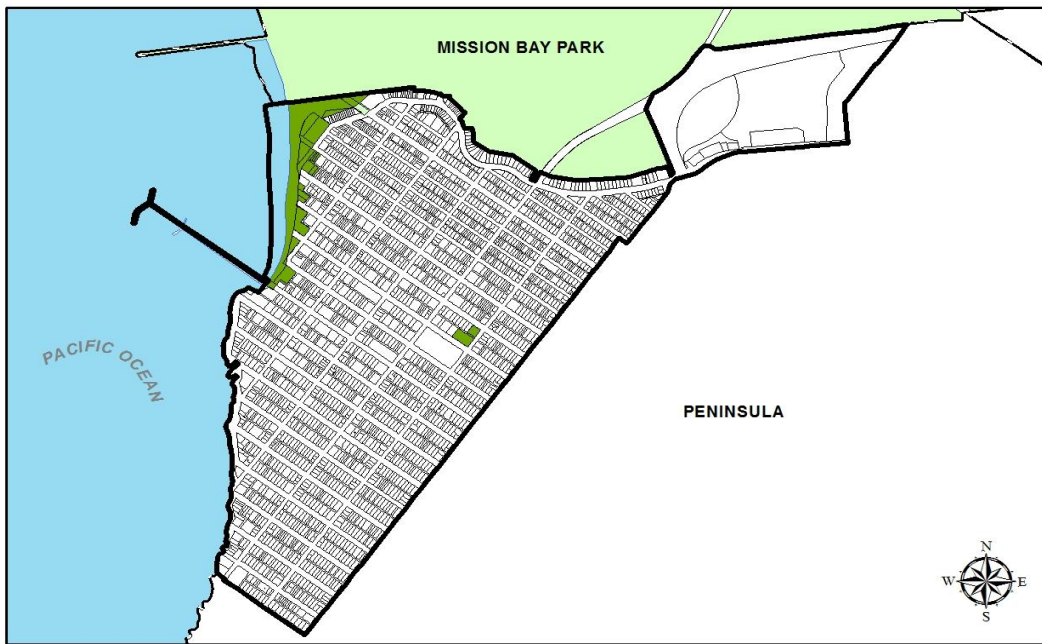 MISSION BAY PARK
PACIFIC OCEAN
PENINSULA
N
W E
S